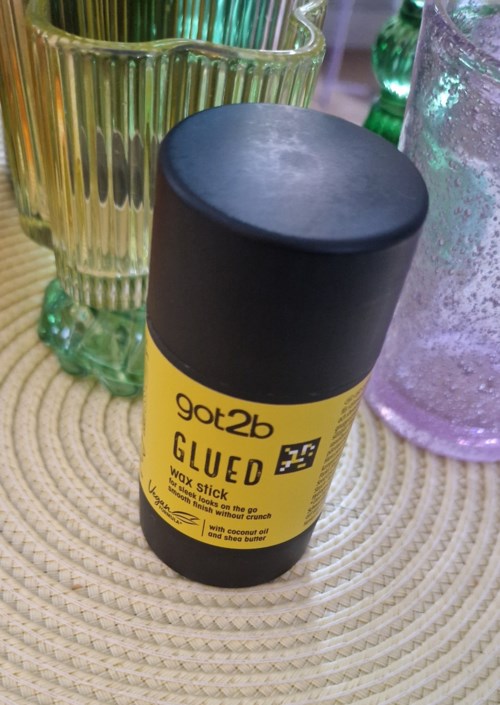 got2b
GLUED
wax stick
for sleek looks on the go
smooth finish without crunch
Vegan
with coconut oil
and shea butter